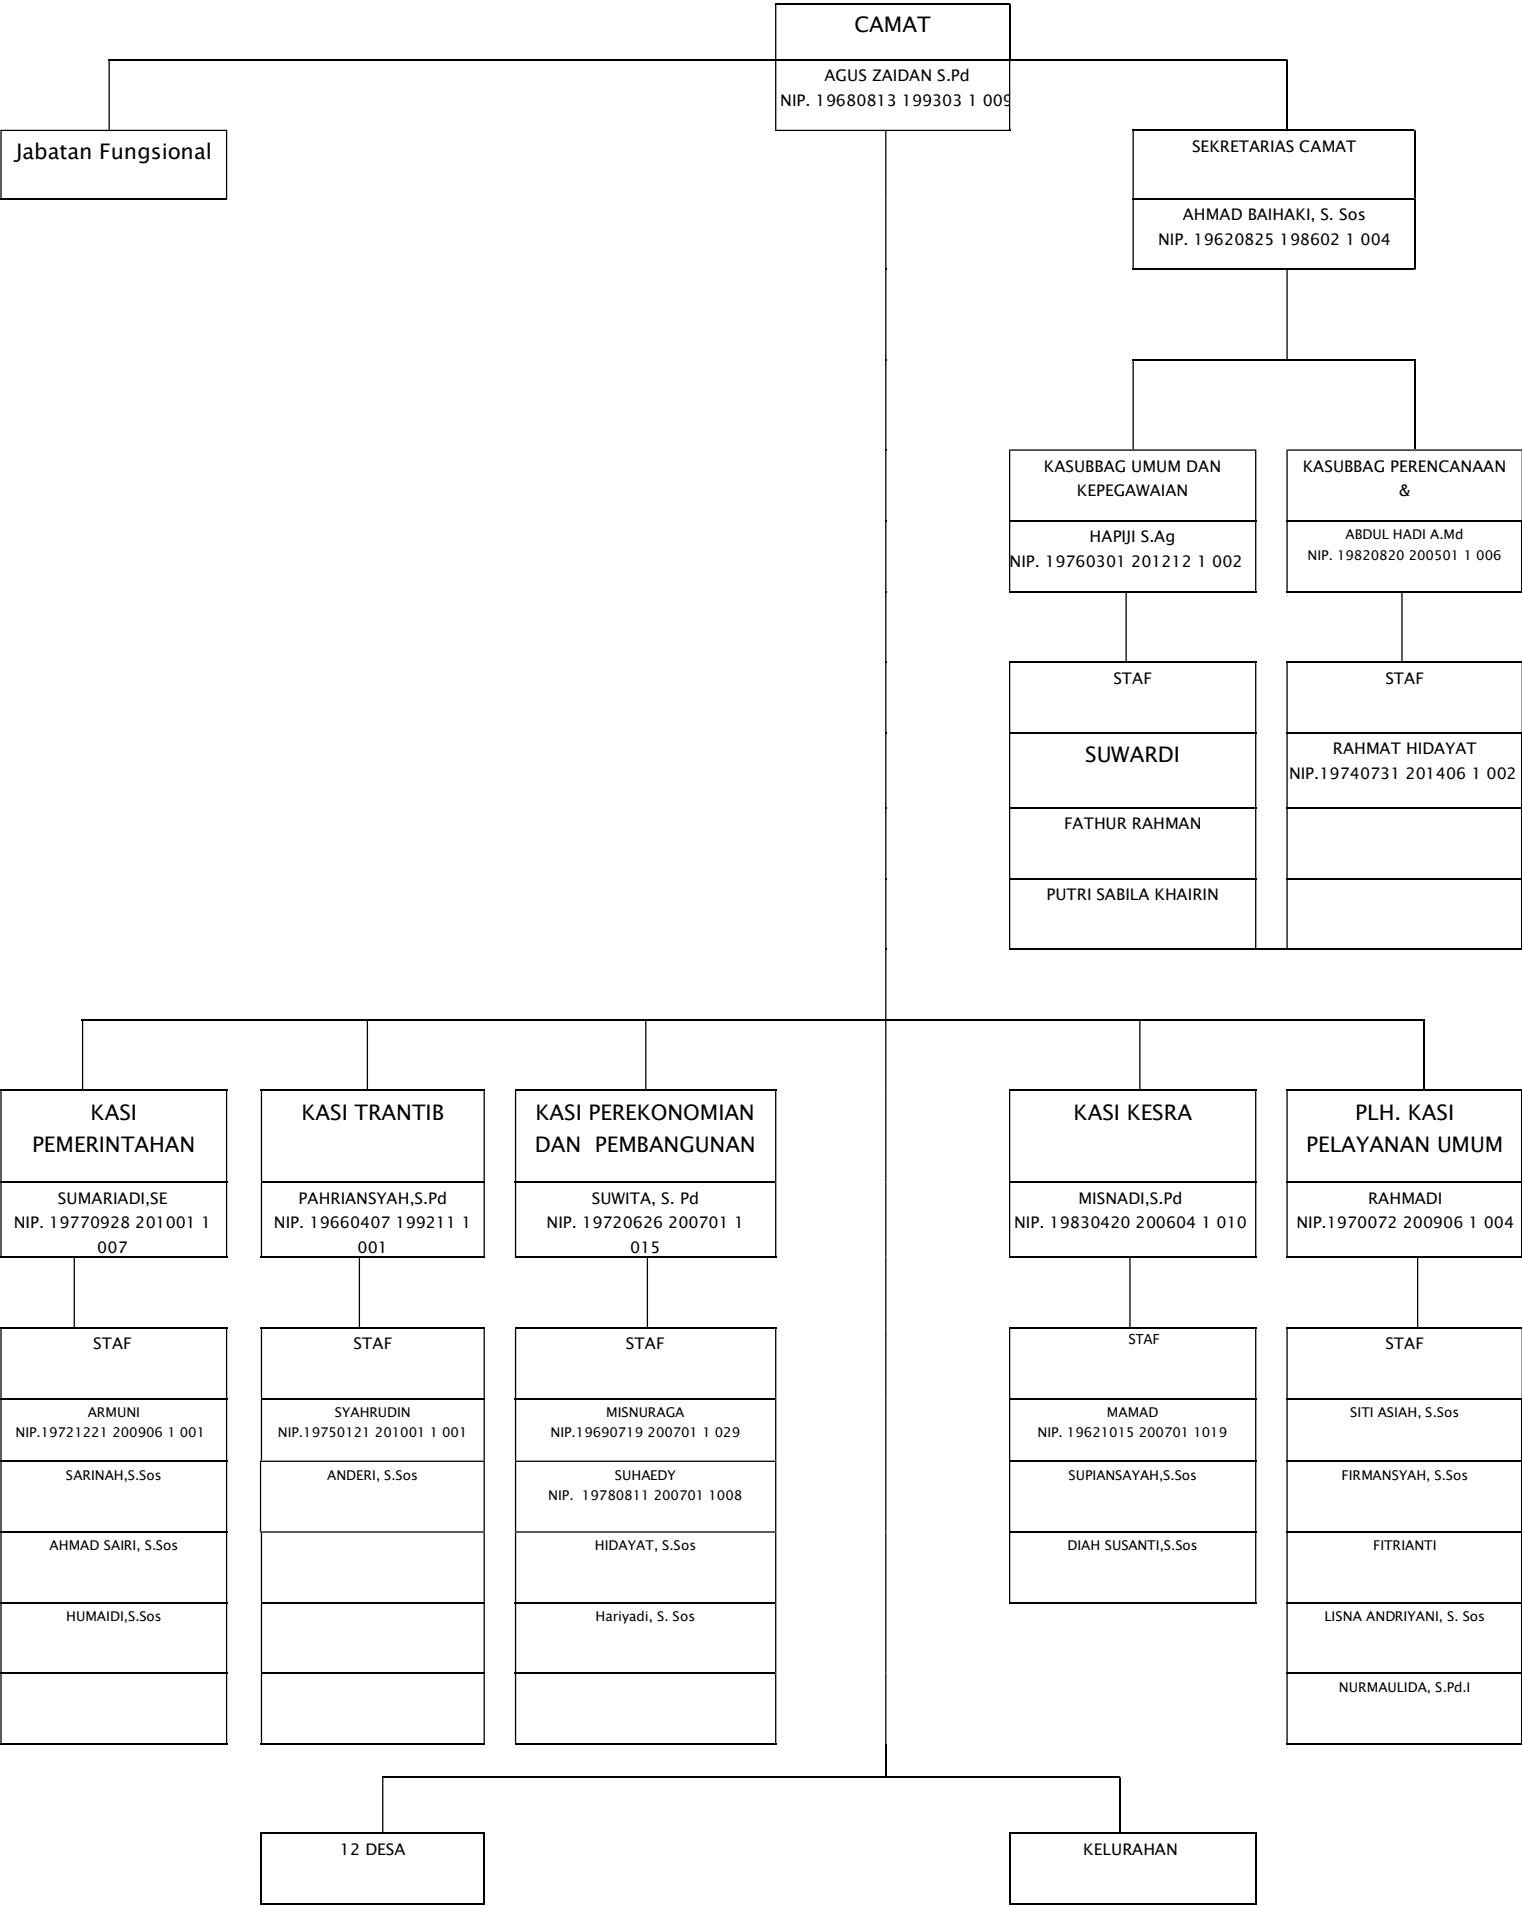 CAMAT
AGUS ZAIDAN S.Pd
NIP. 19680813 199303 1 009
Jabatan Fungsional
SEKRETARIAS CAMAT
AHMAD BAIHAKI, S. Sos
NIP. 19620825 198602 1 004
KASUBBAG UMUM DAN
KEPEGAWAIAN
HAPIJI S.Ag
NIP. 19760301 201212 1 002
KASUBBAG PERENCANAAN
&
ABDUL HADI A.Md
NIP. 19820820 200501 1 006
STAF
SUWARDI
FATHUR RAHMAN
PUTRI SABILA KHAIRIN
STAF
RAHMAT HIDAYAT
NIP.19740731 201406 1 002
KASI
PEMERINTAHAN
SUMARIADI,SE
NIP. 19770928 201001 1
007
STAF
ARMUNI
NIP.19721221 200906 1 001
SARINAH,S.Sos
AHMAD SAIRI, S.Sos
HUMAIDI,S.Sos
KASI TRANTIB
PAHRIANSYAH,S.Pd
NIP. 19660407 199211 1
001
STAF
SYAHRUDIN
NIP.19750121 201001 1 001
ANDERI, S.Sos
KASI PEREKONOMIAN
DAN  PEMBANGUNAN
SUWITA, S. Pd
NIP. 19720626 200701 1
015
STAF
MISNURAGA
NIP.19690719 200701 1 029
SUHAEDY
NIP.  19780811 200701 1008
HIDAYAT, S.Sos
Hariyadi, S. Sos
KASI KESRA
MISNADI,S.Pd
NIP. 19830420 200604 1 010
STAF
MAMAD
NIP. 19621015 200701 1019
SUPIANSAYAH,S.Sos
DIAH SUSANTI,S.Sos
PLH. KASI
PELAYANAN UMUM
RAHMADI
NIP.1970072 200906 1 004
STAF
SITI ASIAH, S.Sos
FIRMANSYAH, S.Sos
FITRIANTI
LISNA ANDRIYANI, S. Sos
NURMAULIDA, S.Pd.I
12 DESA
KELURAHAN